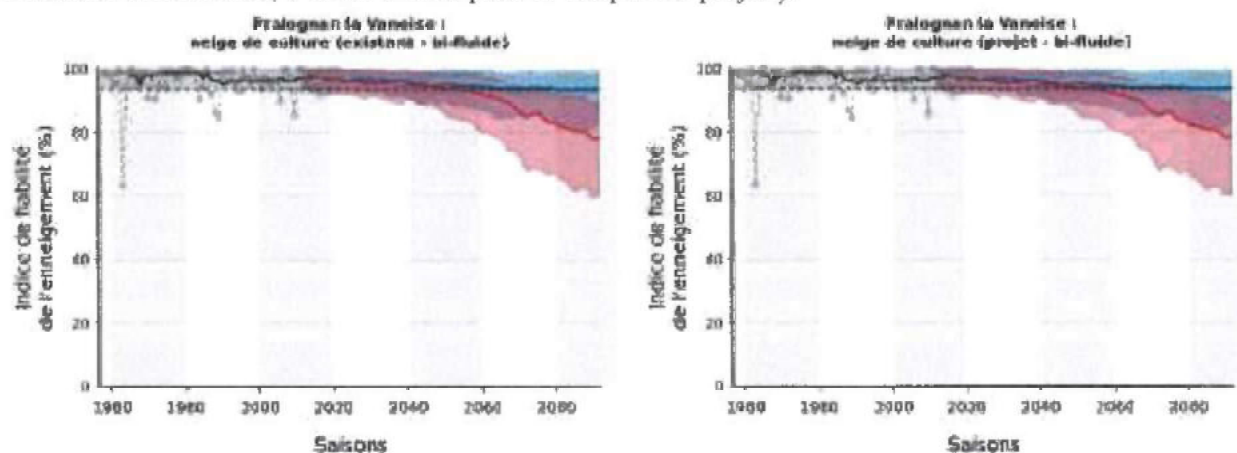 Pralognan la Vanoise :
neige de culture (existant - bi-fluide)
Indice de fiabilité
de l'enneigement (%)
100
80
60
40
20
0
1960 1980 2000 2020 2040 2060 2080
Saisons
Pralognan la Vanoise :
neige de culture (projet - bi-fluide)
Indice de fiabilité
de l'enneigement (%)
100
80
60
40
20
0
1960 1980 2000 2020 2040 2060 2080
Saisons